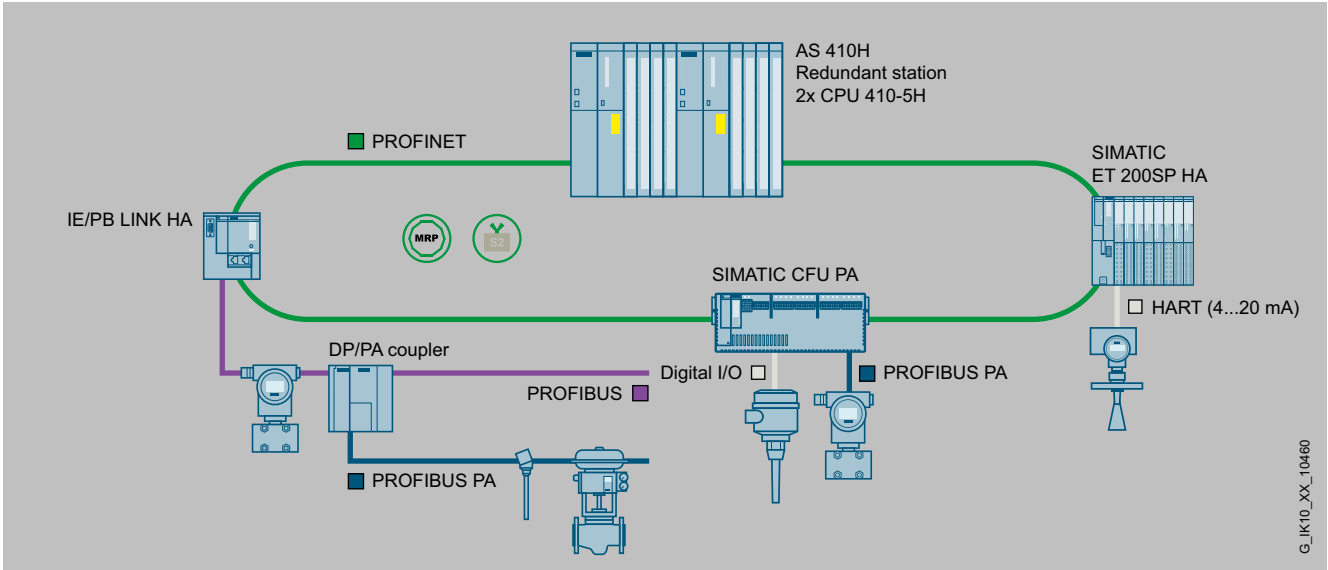 AS 410H
Redundant station
2x CPU 410-5H
PROFINET
SIMATIC
ET 200SP HA
IE/PB LINK HA
MRP
S2
SIMATIC CFU PA
HART (4...20 mA)
DP/PA coupler
Digital I/O
PROFIBUS PA
PROFIBUS
PROFIBUS PA
G_IK10_XX_10460